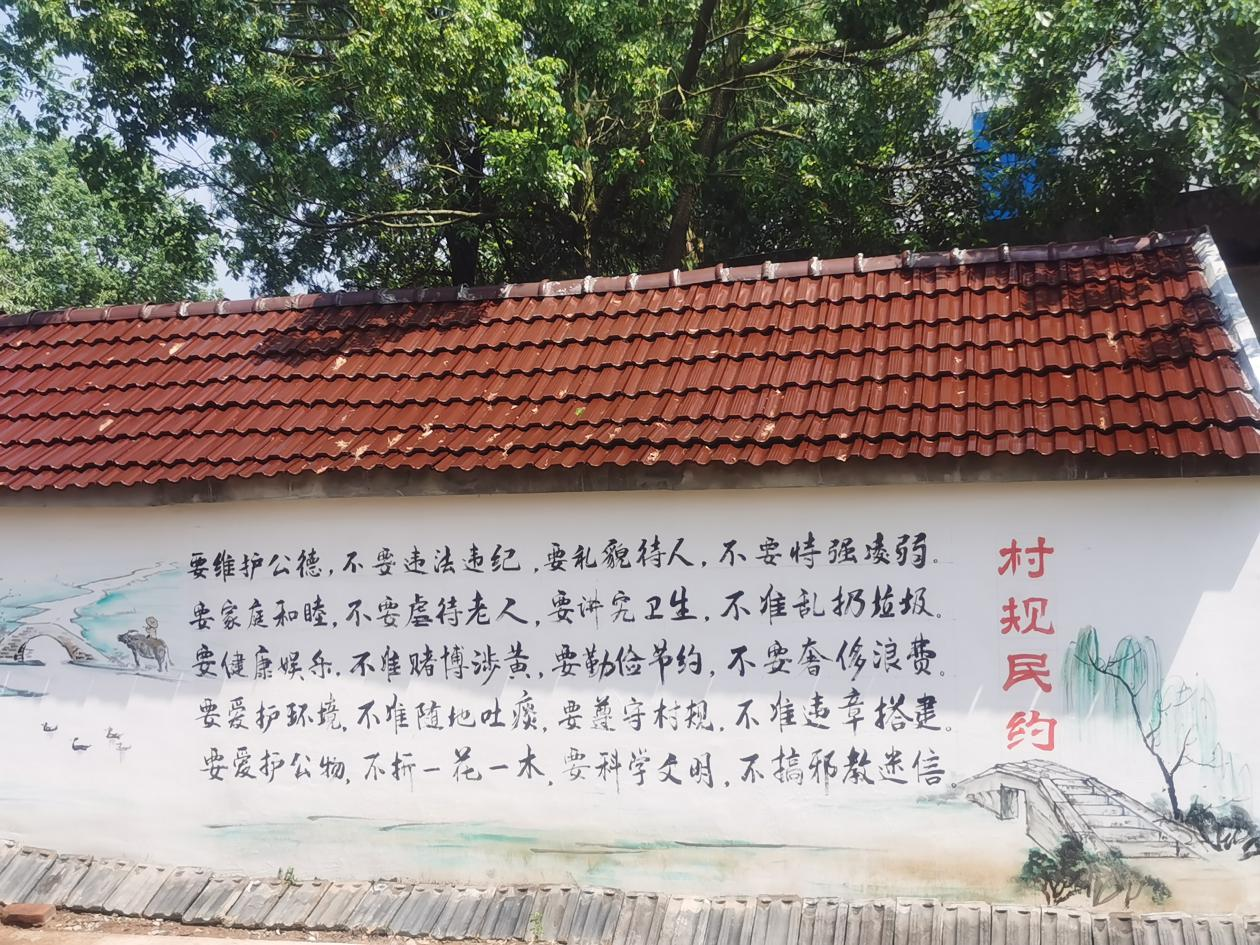 村规民约
要维护公德,不要违法违纪,要礼貌待人,不要恃强凌弱。
要家庭和睦,不要虐待老人,要讲究卫生,不准乱扔垃圾。
要健康娱乐,不准赌博涉黄,要勤俭节约,不要奢侈浪费。
要爱护环境,不准随地吐痰,要遵守村规,不准违章搭建。
要爱护公物,不折一花一木,要科学文明,不搞邪教迷信。